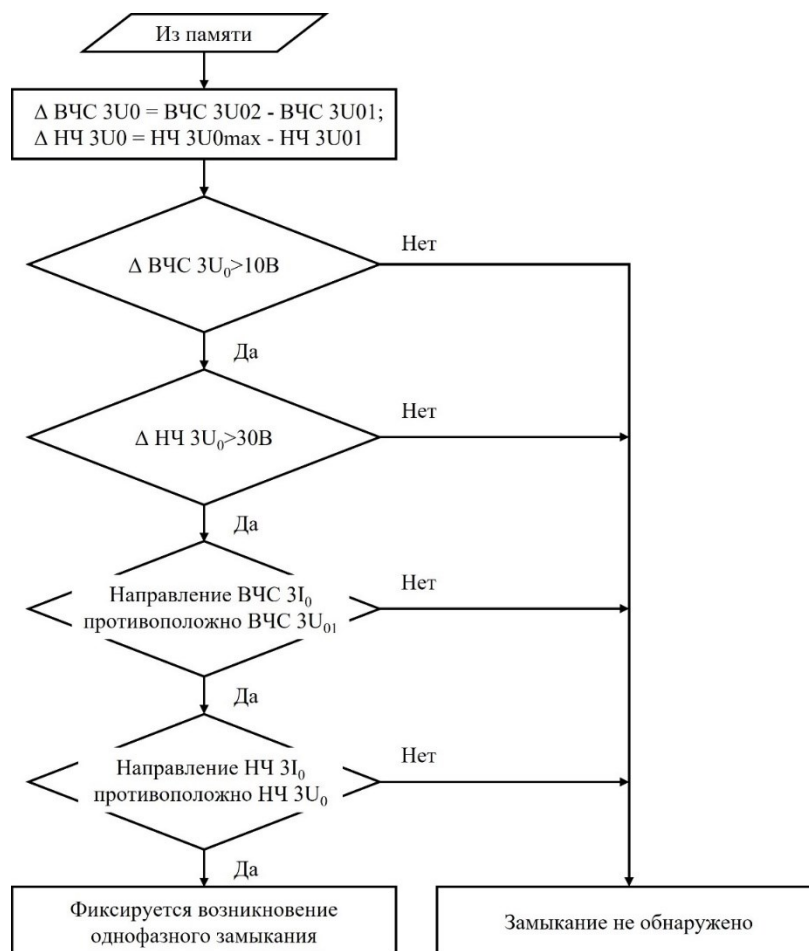 Из памяти
Δ ВЧС 3U0 = ВЧС 3U02 - ВЧС 3U01;
Δ НЧ 3U0 = НЧ 3U0max - НЧ 3U01
Δ ВЧС 3U₀>10В
Нет
Да
Δ НЧ 3U₀>30В
Нет
Да
Направление ВЧС 3I₀
противоположно ВЧС 3U₀₁
Нет
Да
Направление НЧ 3I₀
противоположно НЧ 3U₀
Нет
Да
Фиксируется возникновение
однофазного замыкания
Замыкание не обнаружено